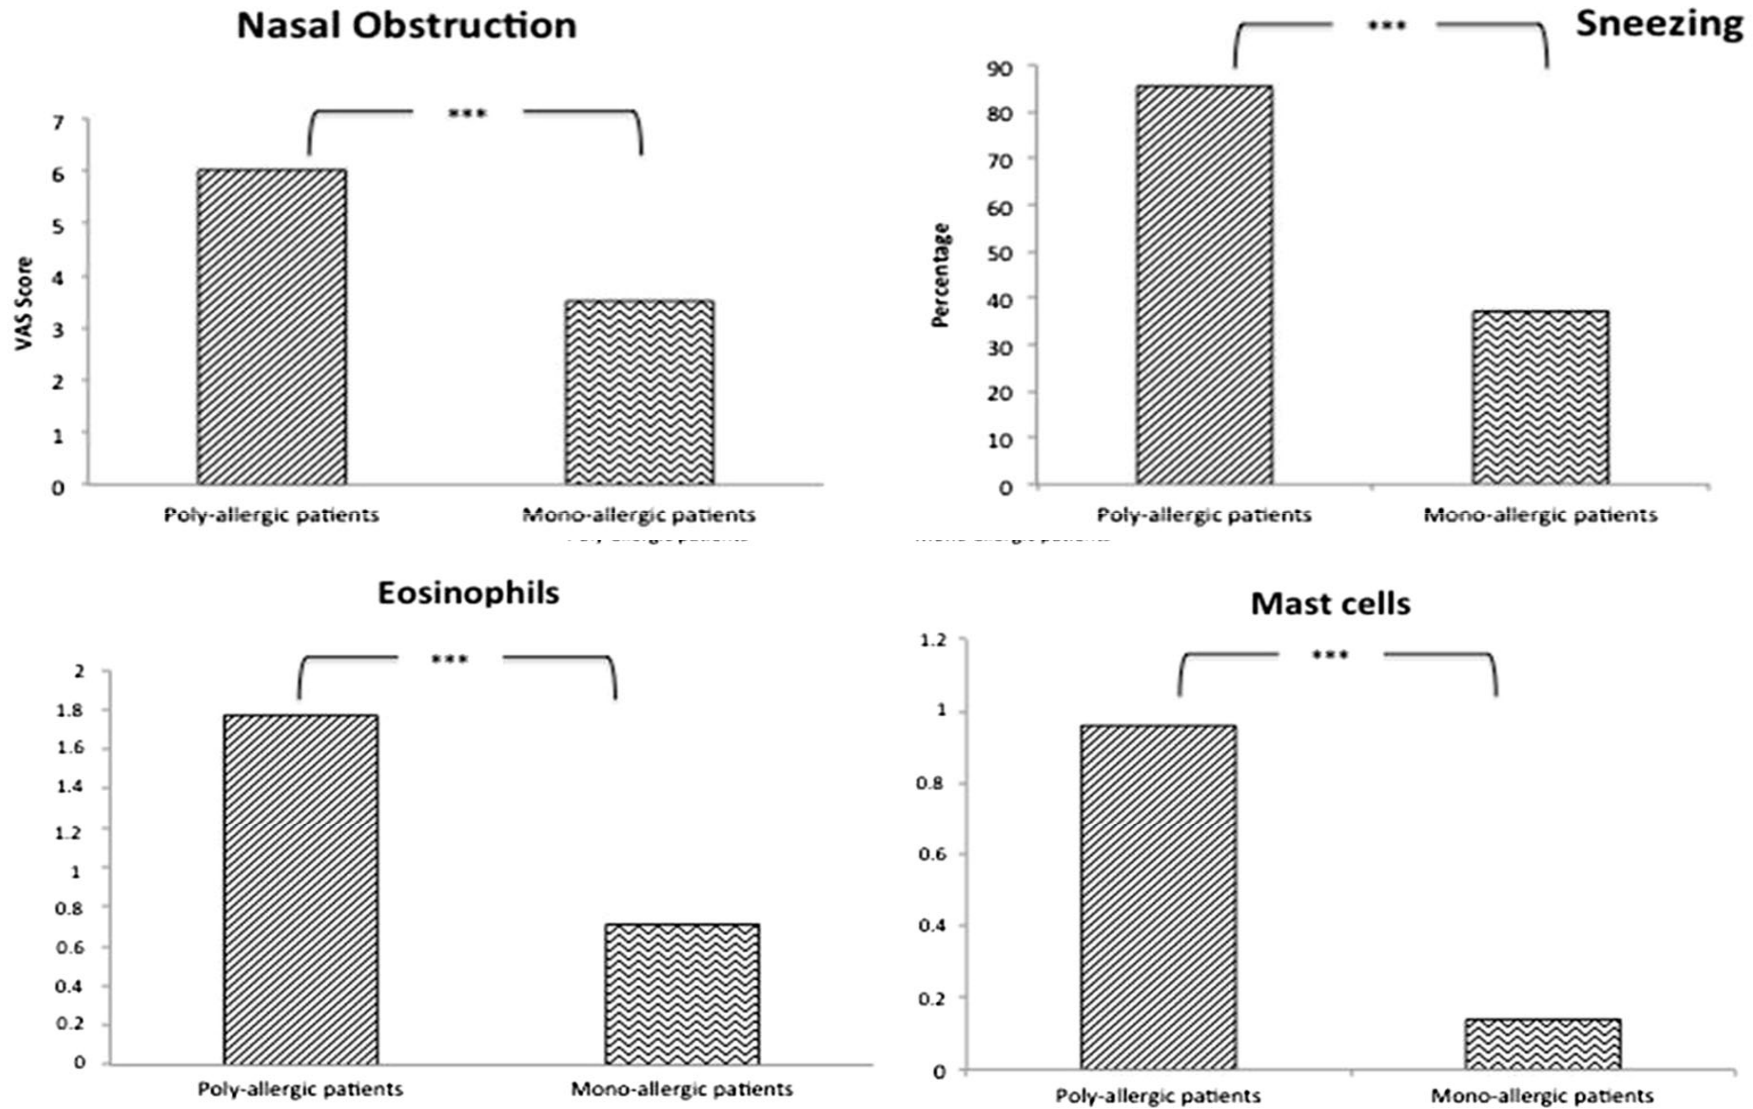 Nasal Obstruction
***
7
6
5
4
3
2
1
0
VAS Score
Poly-allergic patients
Mono-allergic patients
Sneezing
***
90
80
70
60
50
40
30
20
10
0
Percentage
Poly-allergic patients
Mono-allergic patients
Eosinophils
***
2
1.8
1.6
1.4
1.2
1
0.8
0.6
0.4
0.2
0
Poly-allergic patients
Mono-allergic patients
Mast cells
***
1.2
1
0.8
0.6
0.4
0.2
0
Poly-allergic patients
Mono-allergic patients